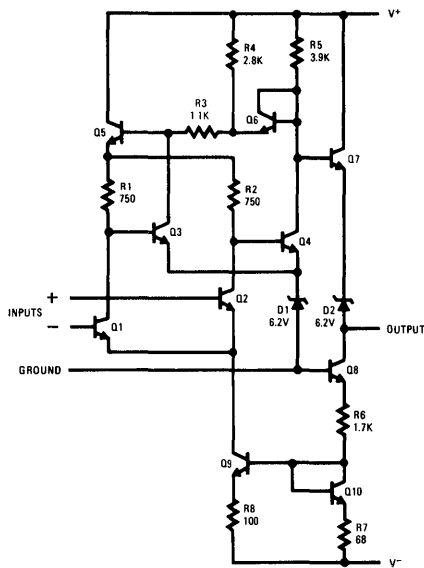 V+
R4
2.8K
R5
3.9K
R3
1.1K
Q5
Q6
Q7
R1
750
R2
750
Q3
Q4
D1
6.2V
D2
6.2V
INPUTS
+
−
Q1
Q2
OUTPUT
GROUND
Q8
R6
1.7K
Q9
Q10
R8
100
R7
68
V−